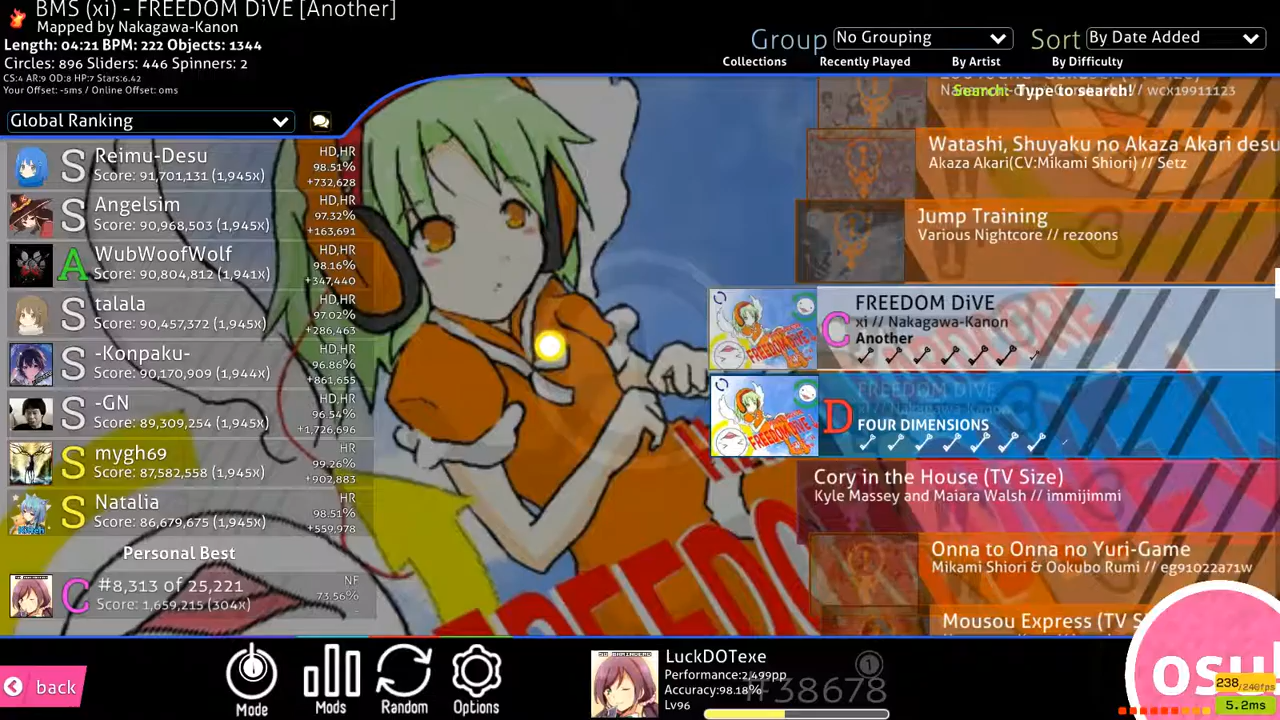 BMS (xi) - FREEDOM DiVE [Another]
Mapped by Nakagawa-Kanon
Length: 04:21 BPM: 222 Objects: 1344
Circles: 896 Sliders: 446 Spinners: 2
CS:4 AR:9 OD:8 HP:7 Stars:6.42
Your Offset: -5ms / Online Offset: 0ms
Group No Grouping
Sort By Date Added
Collections Recently Played By Artist By Difficulty
Search: Type to search!
// wcx19911123
Global Ranking
Reimu-Desu
Score: 91,701,131 (1,945x)
HD,HR
98.51%
+732,628
Angelsim
Score: 90,968,503 (1,945x)
HD,HR
97.32%
+163,691
WubWoofWolf
Score: 90,804,812 (1,941x)
HD,HR
98.16%
+347,440
talala
Score: 90,457,372 (1,945x)
HD,HR
97.02%
+286,463
-Konpaku-
Score: 90,170,909 (1,944x)
HD,HR
96.86%
+861,655
-GN
Score: 89,309,254 (1,945x)
HD,HR
96.54%
+1,726,696
mygh69
Score: 87,582,558 (1,945x)
HR
99.26%
+902,883
Natalia
Score: 86,679,675 (1,945x)
HR
98.51%
+559,978
Personal Best
#8,313 of 25,221
Score: 1,659,215 (304x)
NF
73.56%
-
Watashi, Shuyaku no Akaza Akari desu
Akaza Akari(CV:Mikami Shiori) // Setz
Jump Training
Various Nightcore // rezoons
C
FREEDOM DiVE
xi // Nakagawa-Kanon
Another
D
FREEDOM DiVE
xi // Nakagawa-Kanon
FOUR DIMENSIONS
Cory in the House (TV Size)
Kyle Massey and Maiara Walsh // immijimmi
Onna to Onna no Yuri-Game
Mikami Shiori & Ookubo Rumi // eg91022a71w
Mousou Express (TV S
back
Mode
Mods
Random
Options
LuckDOTexe
Performance:2,499pp
Accuracy:98.18%
Lv96
#38678
1
osu
238/240fps
5.2ms